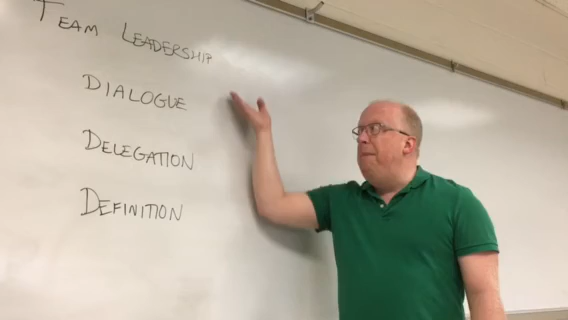 TEAM LEADERSHIP
DIALOGUE
DELEGATION
DEFINITION